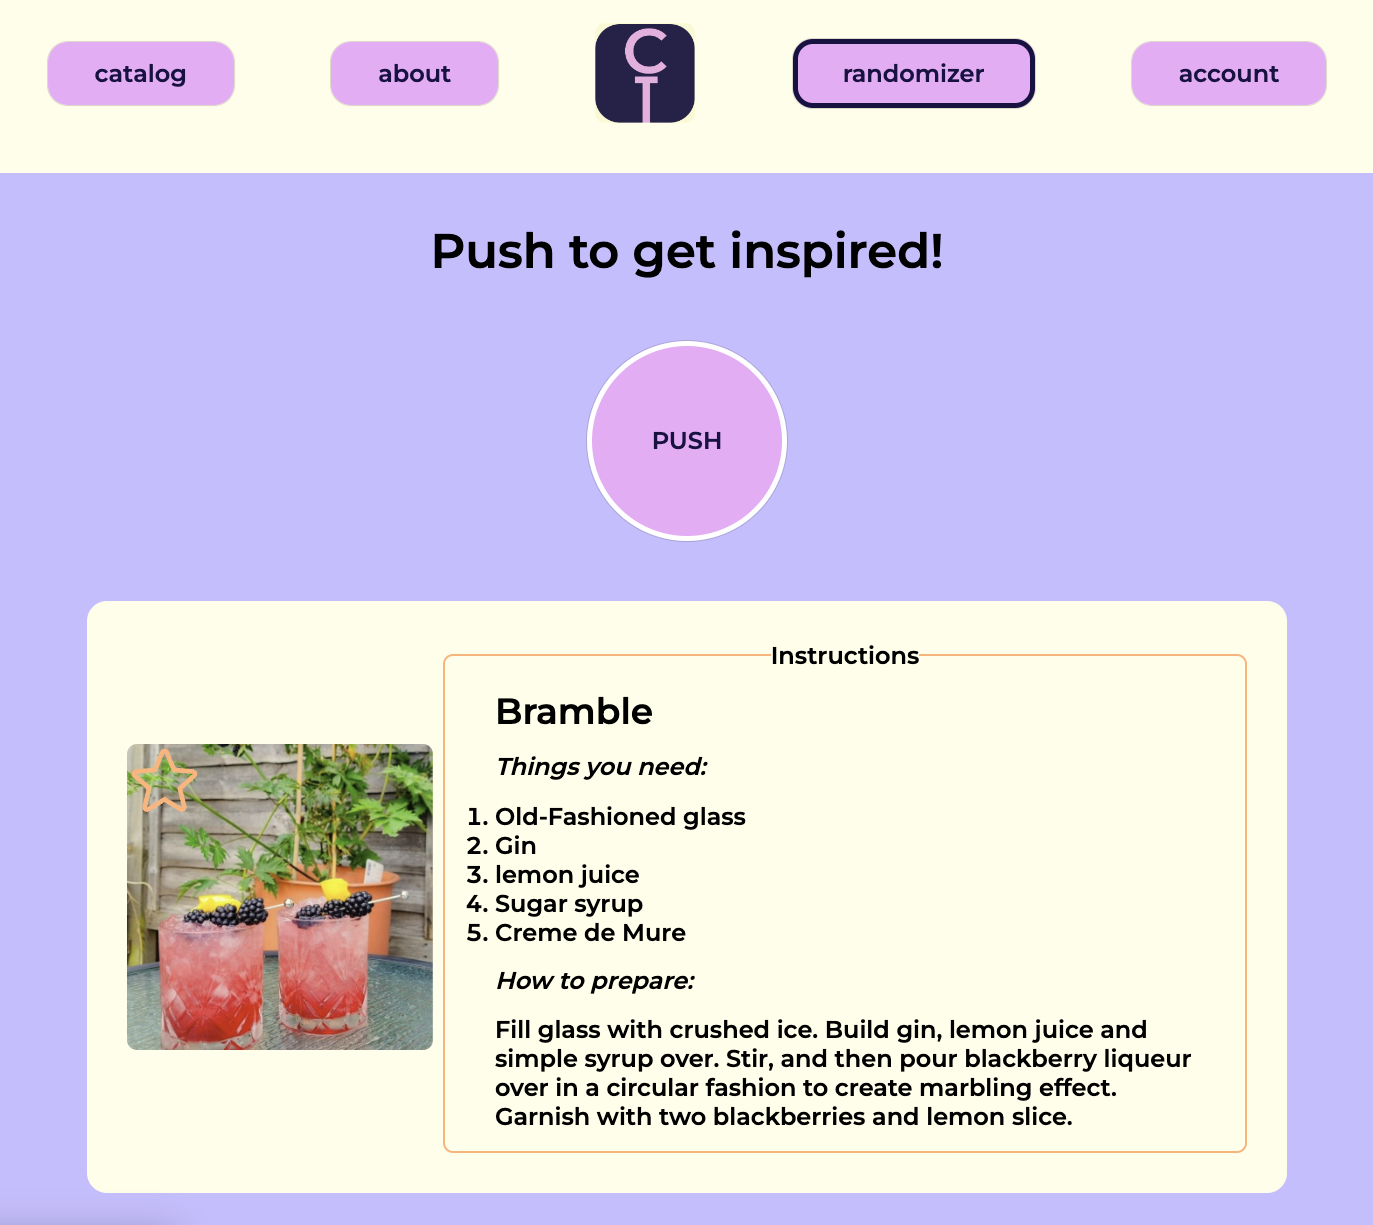 catalog
about
CT
randomizer
account
Push to get inspired!
PUSH
Instructions
Bramble
Things you need:
1. Old-Fashioned glass
2. Gin
3. lemon juice
4. Sugar syrup
5. Creme de Mure
How to prepare:
Fill glass with crushed ice. Build gin, lemon juice and
simple syrup over. Stir, and then pour blackberry liqueur
over in a circular fashion to create marbling effect.
Garnish with two blackberries and lemon slice.